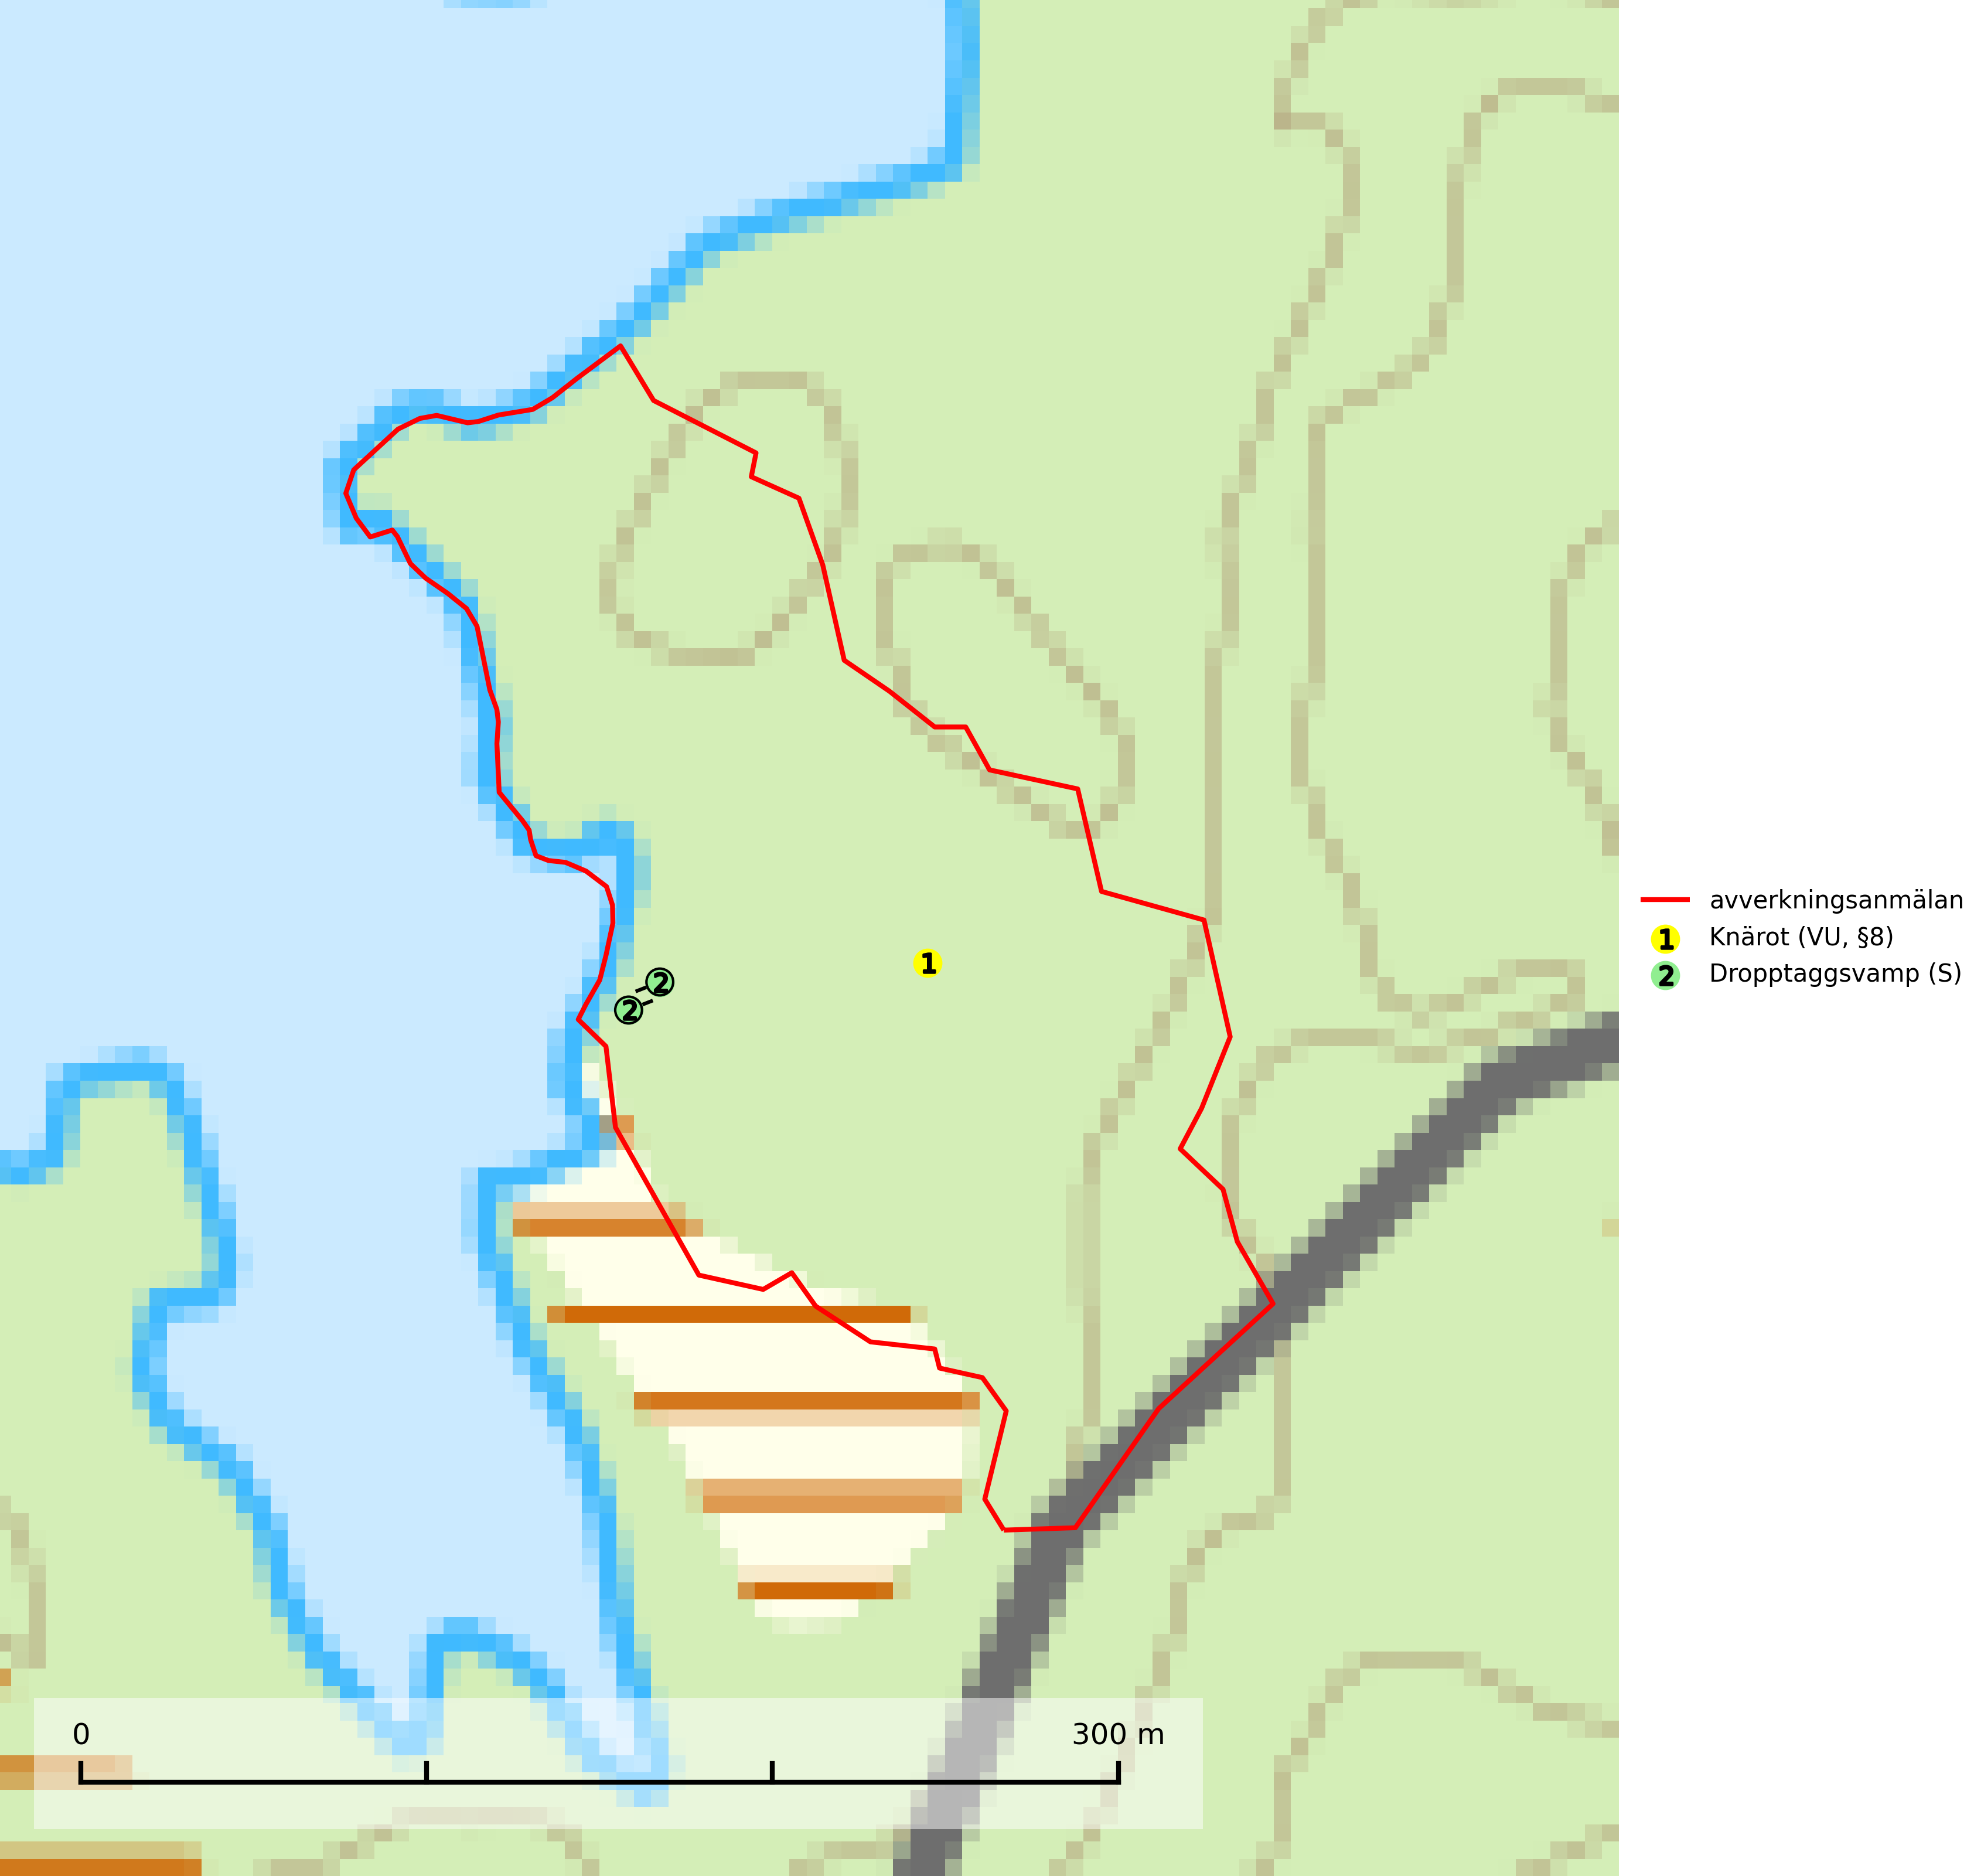 1
2
2
avverkningsanmälan
1 Knärot (VU, §8)
2 Dropptaggsvamp (S)
0 300 m